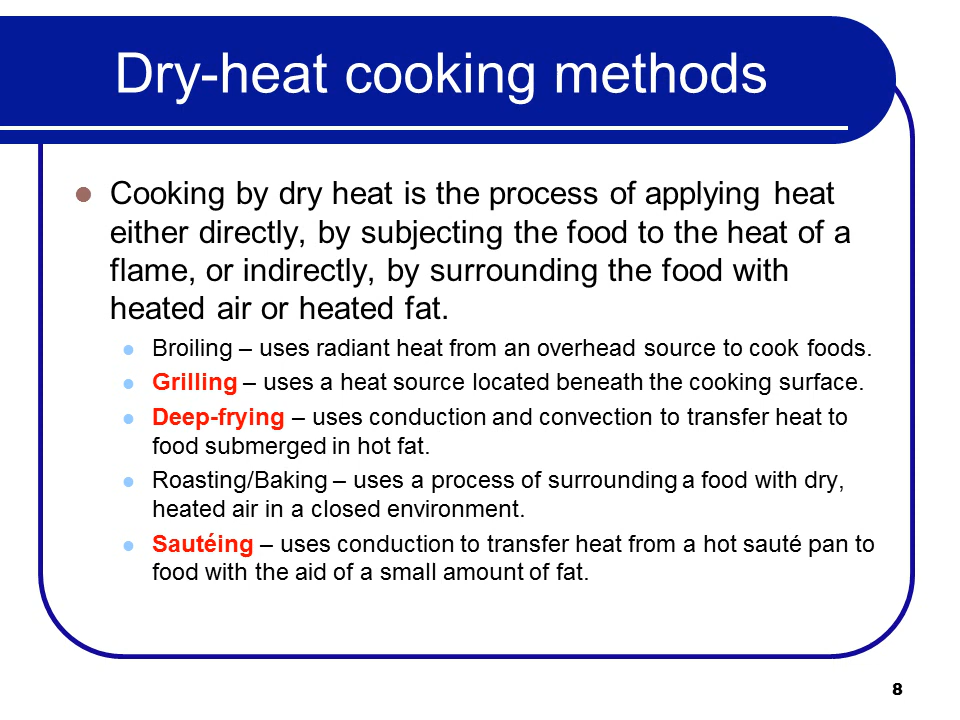 Dry-heat cooking methods
Cooking by dry heat is the process of applying heat
either directly, by subjecting the food to the heat of a
flame, or indirectly, by surrounding the food with
heated air or heated fat.
Broiling – uses radiant heat from an overhead source to cook foods.
Grilling – uses a heat source located beneath the cooking surface.
Deep-frying – uses conduction and convection to transfer heat to
food submerged in hot fat.
Roasting/Baking – uses a process of surrounding a food with dry,
heated air in a closed environment.
Sautéing – uses conduction to transfer heat from a hot sauté pan to
food with the aid of a small amount of fat.
8